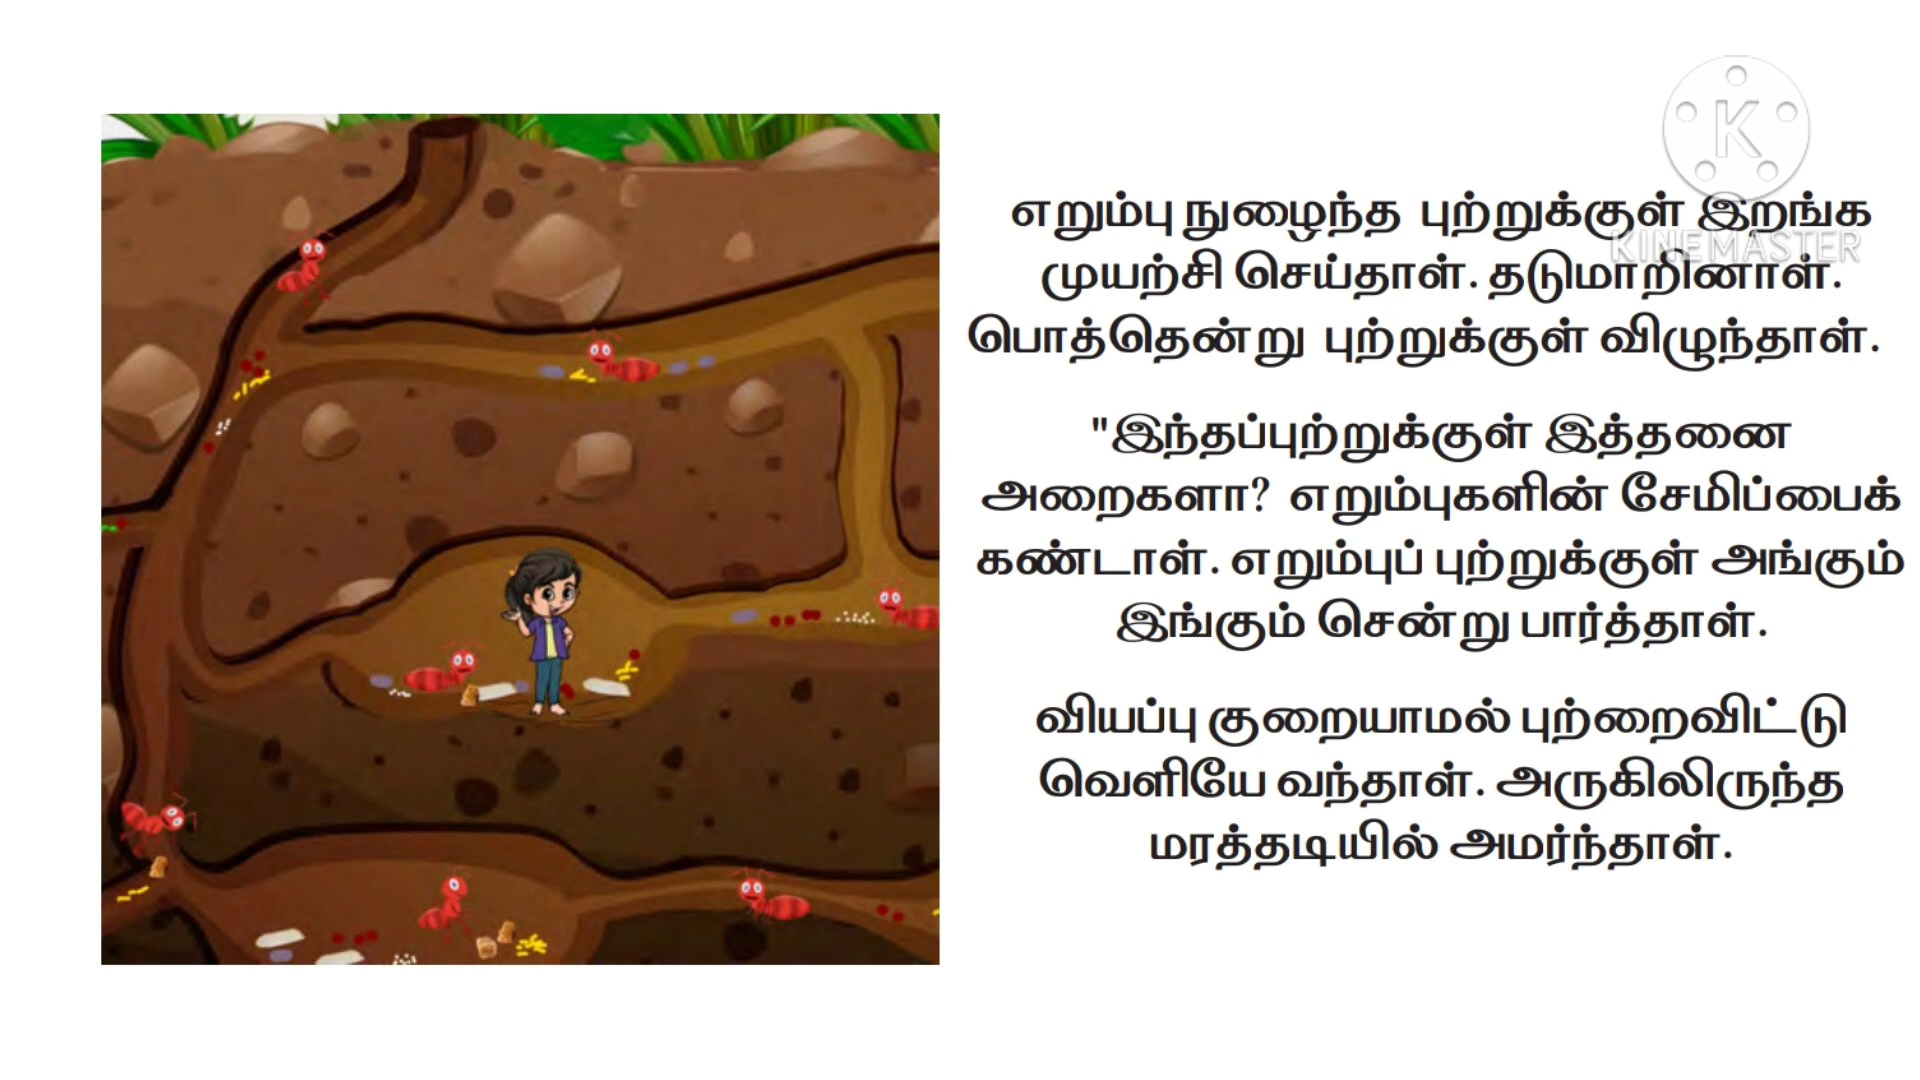 K
KINEMASTER
எறும்பு நுழைந்த புற்றுக்குள் இறங்க
முயற்சி செய்தாள். தடுமாறினாள்.
பொத்தென்று புற்றுக்குள் விழுந்தாள்.
"இந்தப்புற்றுக்குள் இத்தனை
அறைகளா? எறும்புகளின் சேமிப்பைக்
கண்டாள். எறும்புப் புற்றுக்குள் அங்கும்
இங்கும் சென்று பார்த்தாள்.
வியப்பு குறையாமல் புற்றைவிட்டு
வெளியே வந்தாள். அருகிலிருந்த
மரத்தடியில் அமர்ந்தாள்.